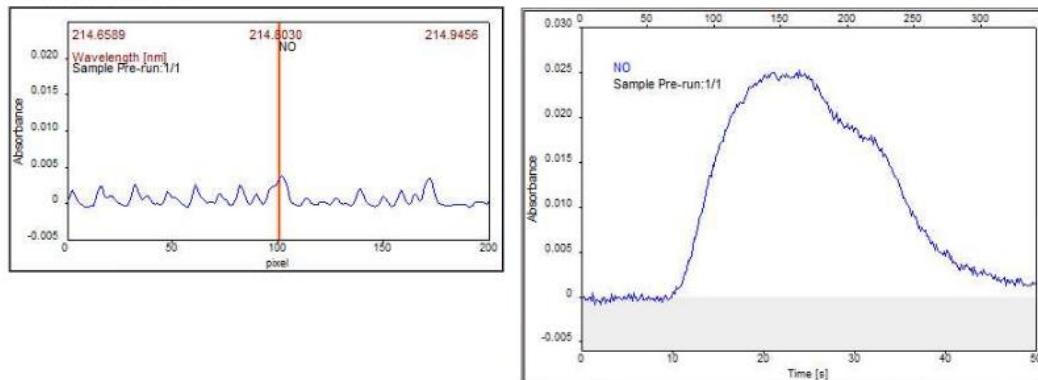 214.6589 214.8030 214.9456
NO
Wavelength [nm]
Sample Pre-run:1/1
0.020
0.015
0.010
0.005
0
-0.005
Absorbance
0 50 100 150 200
pixel
0 50 100 150 200 250 300
0.030
0.025
0.020
0.015
0.010
0.005
0
-0.005
NO
Sample Pre-run:1/1
Absorbance
0 10 20 30 40 50
Time [s]